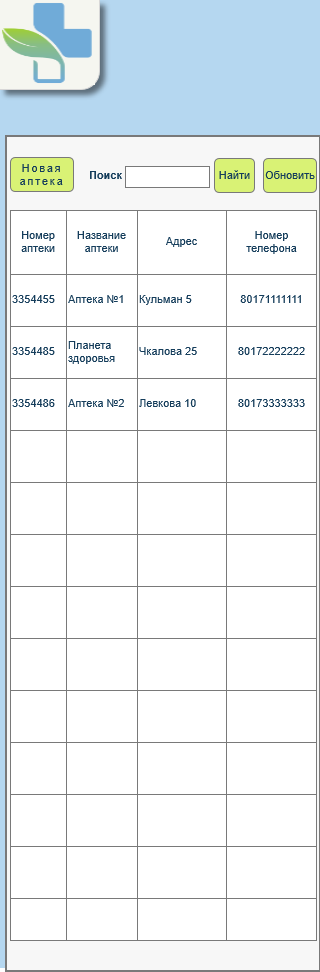 Новая
аптека
Поиск
Найти
Обновить
Номер
аптеки
Название
аптеки
Адрес
Номер
телефона
3354455
Аптека №1
Кульман 5
80171111111
3354485
Планета
здоровья
Чкалова 25
80172222222
3354486
Аптека №2
Левкова 10
80173333333